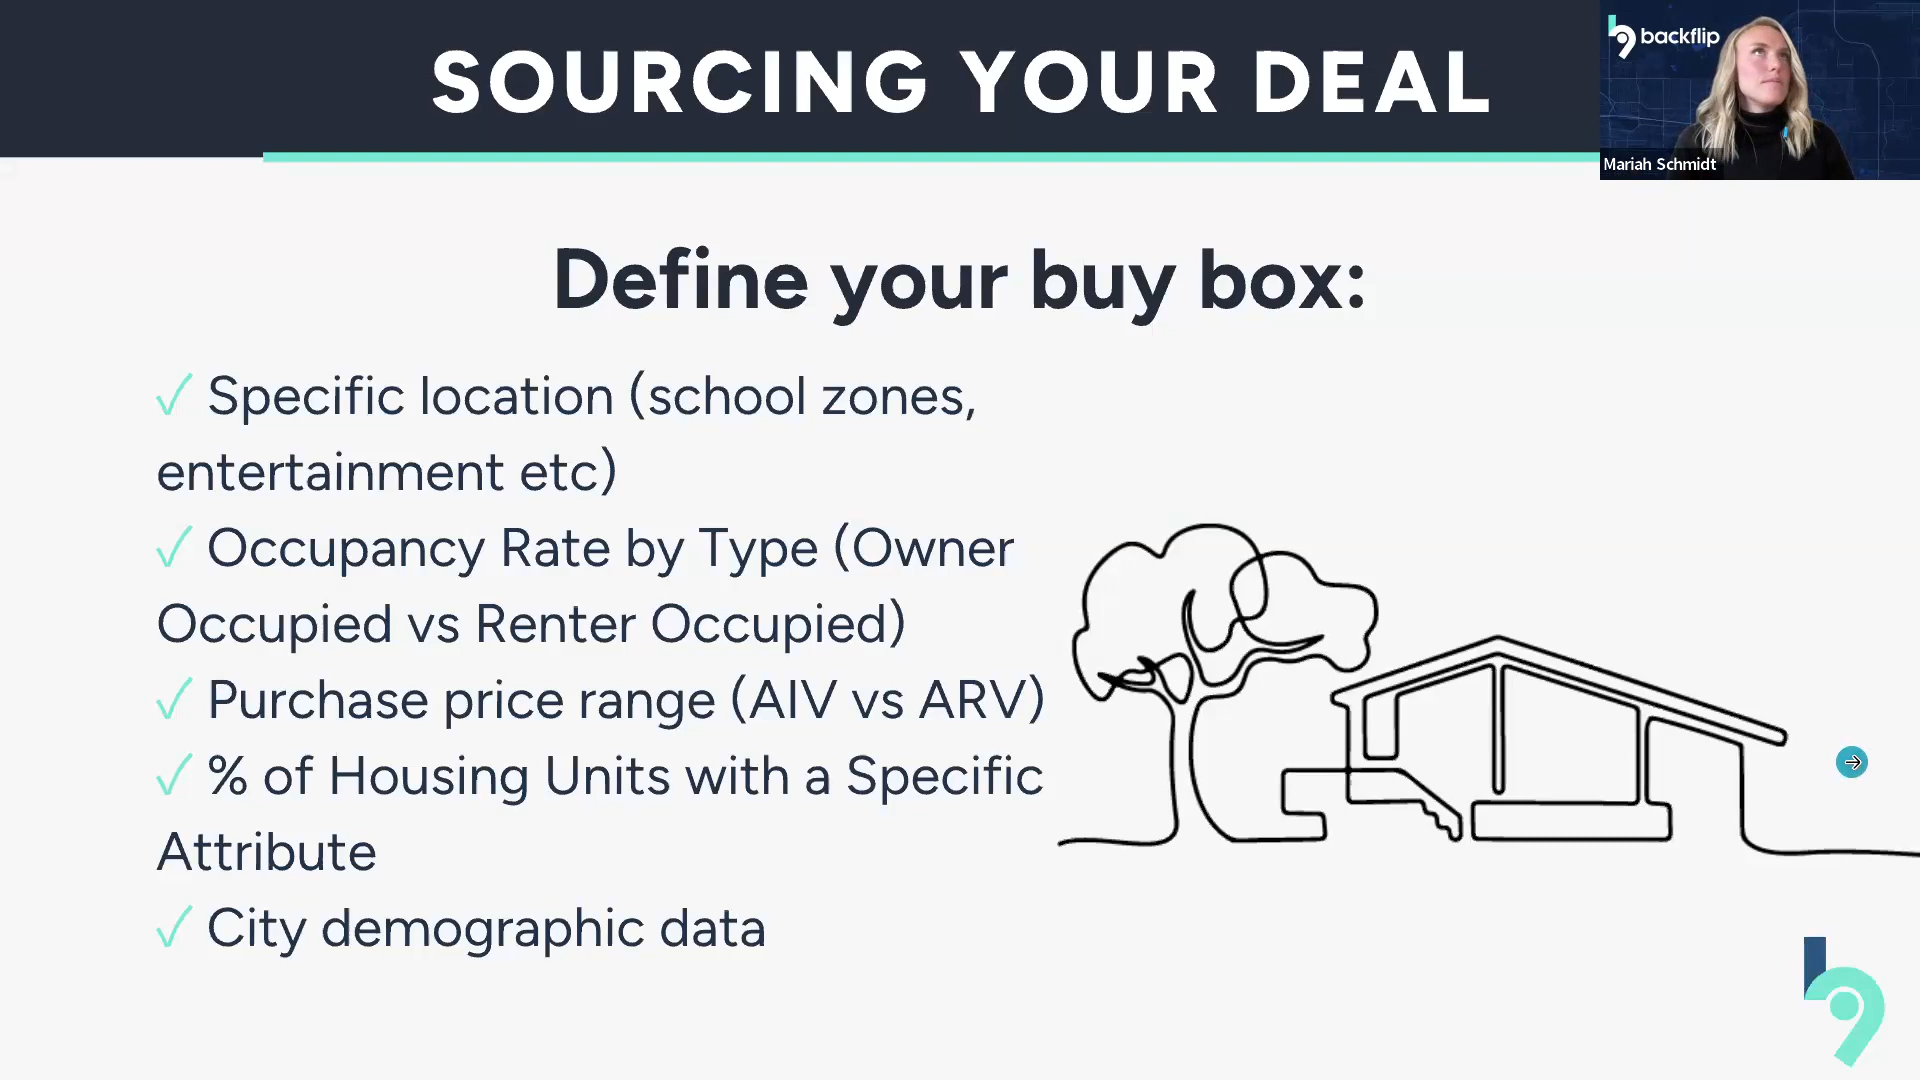 SOURCING YOUR DEAL
backflip
Mariah Schmidt
Define your buy box:
✓ Specific location (school zones,
entertainment etc)
✓ Occupancy Rate by Type (Owner
Occupied vs Renter Occupied)
✓ Purchase price range (AIV vs ARV)
✓ % of Housing Units with a Specific
Attribute
✓ City demographic data